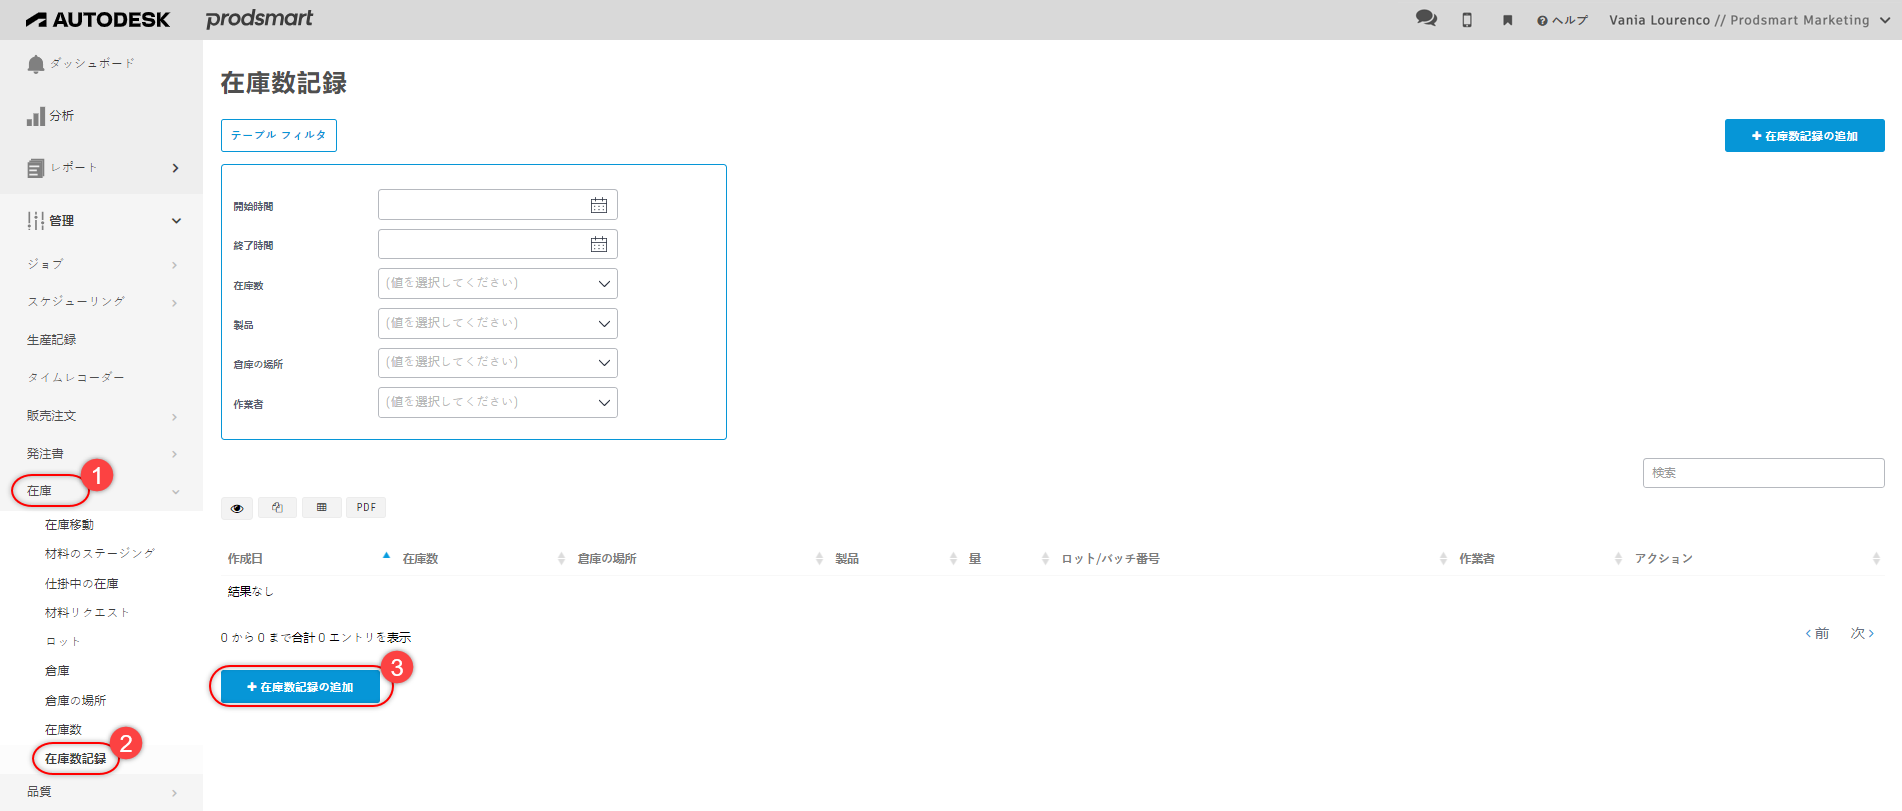 AUTODESK prodsmart
ヘルプ Vania Lourenco // Prodsmart Marketing
ダッシュボード
分析
レポート
管理
ジョブ
スケジューリング
生産記録
タイムレコーダー
販売注文
発注書
在庫 1
在庫移動
材料のステージング
仕掛中の在庫
材料リクエスト
ロット
倉庫
倉庫の場所
在庫数
在庫数記録 2
品質
在庫数記録
テーブル フィルタ
+ 在庫数記録の追加
開始時間
終了時間
在庫数 (値を選択してください)
製品 (値を選択してください)
倉庫の場所 (値を選択してください)
作業者 (値を選択してください)
検索
PDF
作成日 在庫数 倉庫の場所 製品 量 ロット/バッチ番号 作業者 アクション
結果なし
0 から 0 まで合計 0 エントリを表示
‹ 前 次 ›
+ 在庫数記録の追加 3